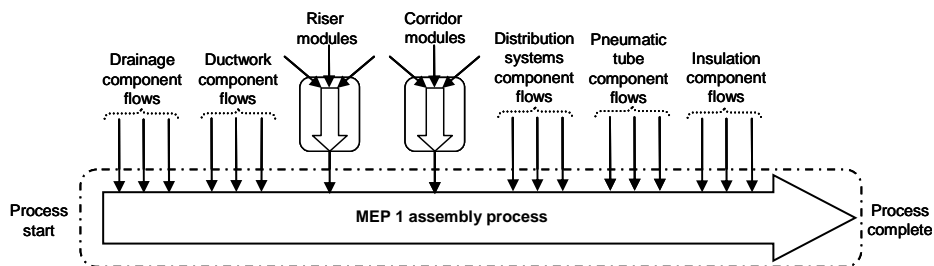 Riser
modules
Corridor
modules
Drainage
component
flows
Ductwork
component
flows
Distribution
systems
component
flows
Pneumatic
tube
component
flows
Insulation
component
flows
Process
start
MEP 1 assembly process
Process
complete